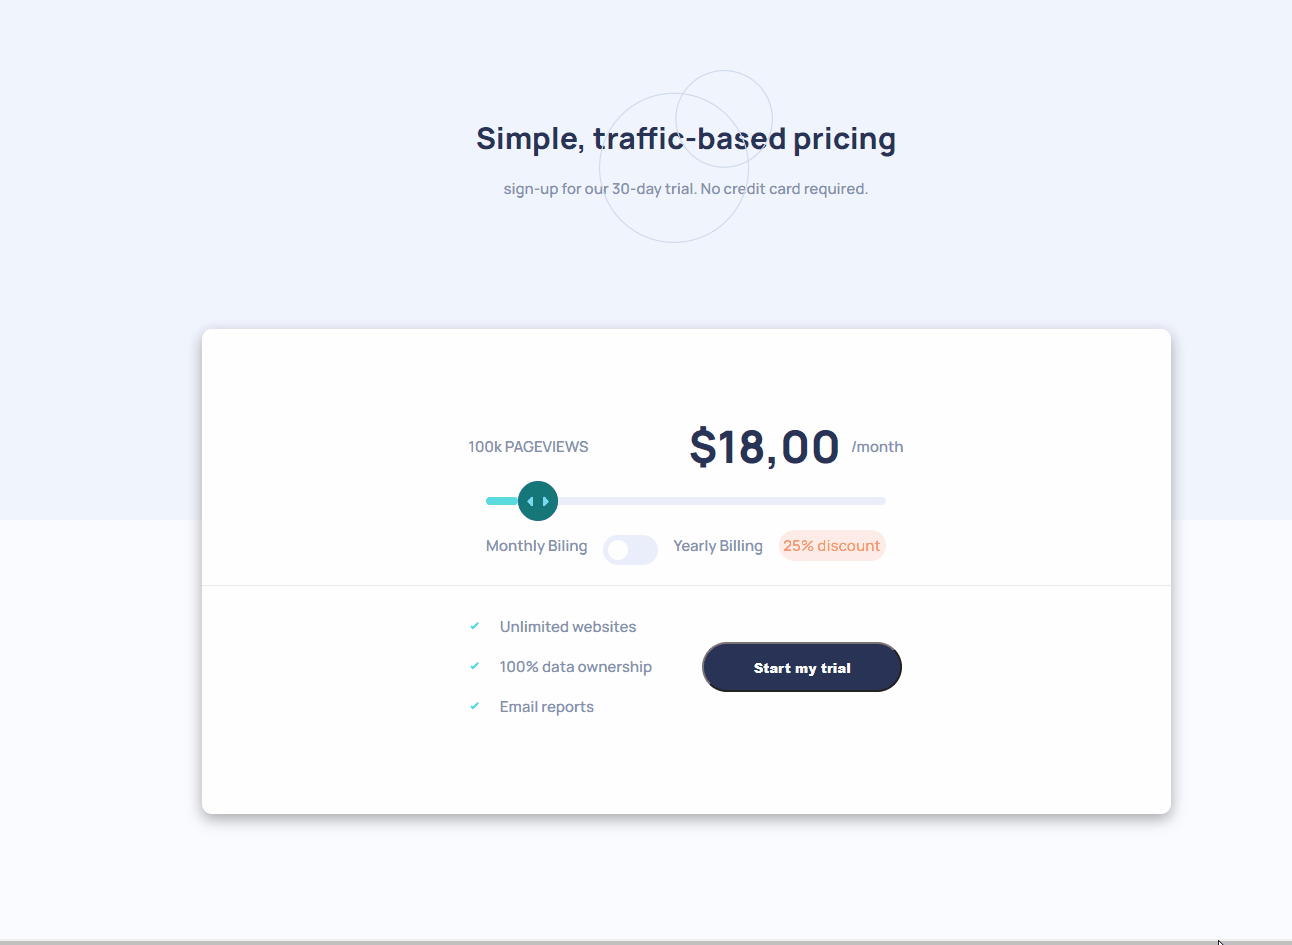 Simple, traffic-based pricing
sign-up for our 30-day trial. No credit card required.
100k PAGEVIEWS $18,00 /month
Monthly Biling Yearly Billing 25% discount
Unlimited websites
100% data ownership
Start my trial
Email reports